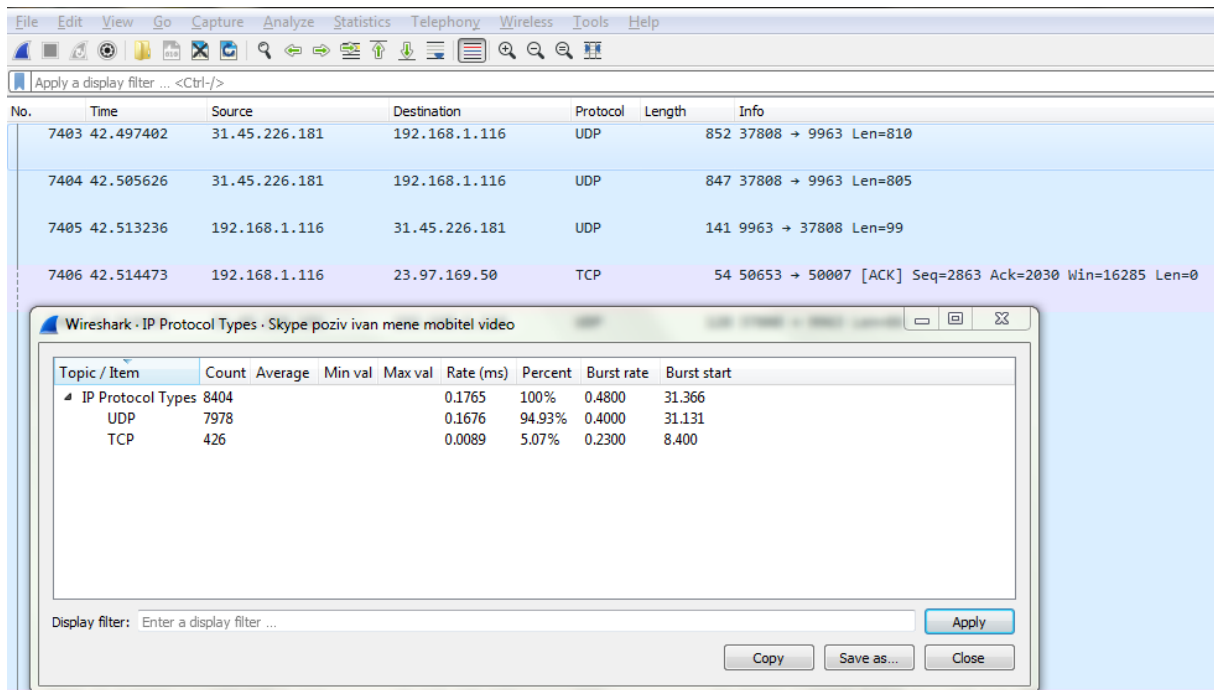 File Edit View Go Capture Analyze Statistics Telephony Wireless Tools Help
Apply a display filter ... <Ctrl-/>
No. Time Source Destination Protocol Length Info
7403 42.497402 31.45.226.181 192.168.1.116 UDP 852 37808 → 9963 Len=810
7404 42.505626 31.45.226.181 192.168.1.116 UDP 847 37808 → 9963 Len=805
7405 42.513236 192.168.1.116 31.45.226.181 UDP 141 9963 → 37808 Len=99
7406 42.514473 192.168.1.116 23.97.169.50 TCP 54 50653 → 50007 [ACK] Seq=2863 Ack=2030 Win=16285 Len=0
Wireshark · IP Protocol Types · Skype poziv ivan mene mobitel video
Topic / Item Count Average Min val Max val Rate (ms) Percent Burst rate Burst start
IP Protocol Types 8404 0.1765 100% 0.4800 31.366
UDP 7978 0.1676 94.93% 0.4000 31.131
TCP 426 0.0089 5.07% 0.2300 8.400
Display filter: Enter a display filter ... Apply
Copy Save as... Close